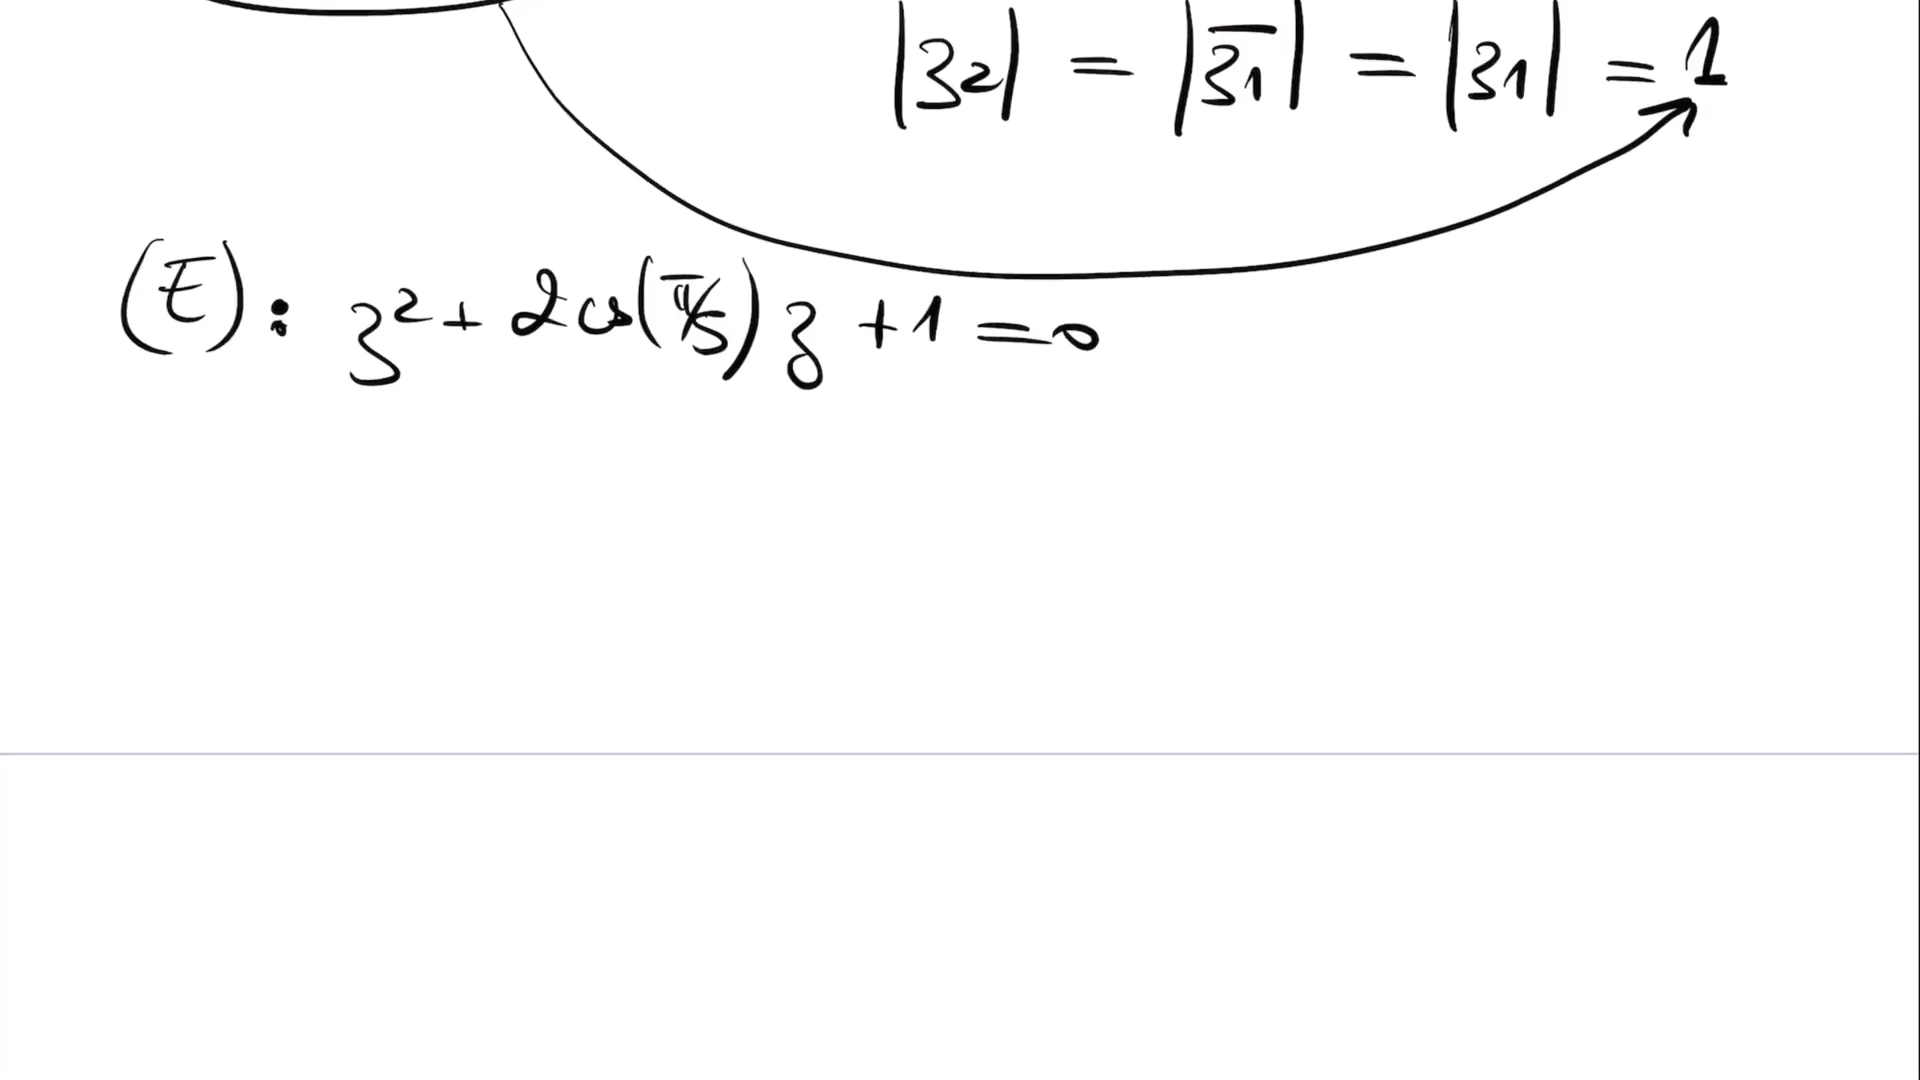 |z2| = |z̅1| = |z1| = 1
(E): z² + 2cos(π/5) z + 1 = 0